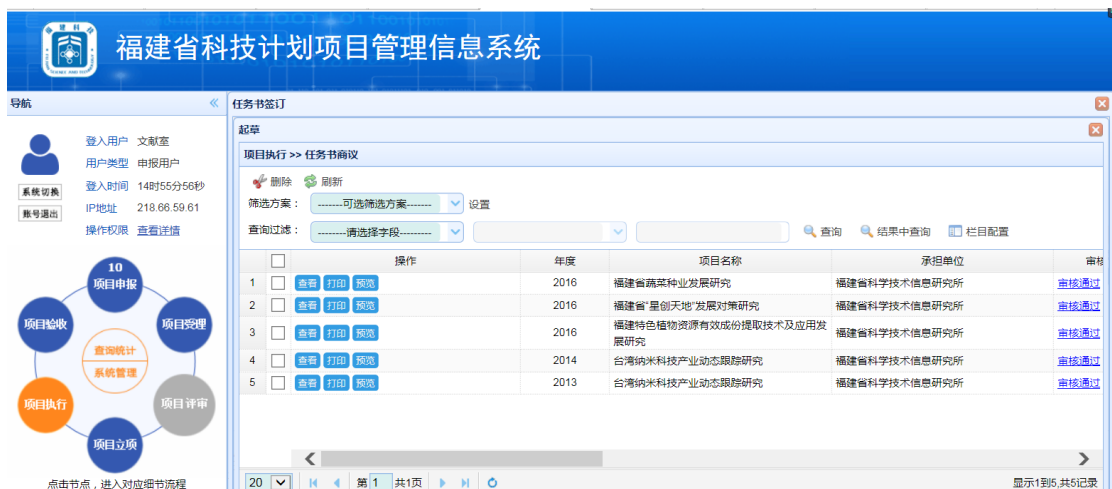 福建省科技计划项目管理信息系统
导航
登入用户 文献室
用户类型 申报用户
登入时间 14时55分56秒
IP地址 218.66.59.61
操作权限 查看详情
系统切换
账号退出
10
项目申报
项目验收
项目受理
查询统计
系统管理
项目执行
项目评审
项目立项
点击节点，进入对应细节流程
任务书签订
起草
项目执行 >> 任务书商议
删除 刷新
筛选方案： -------可选筛选方案------- 设置
查询过滤： --------请选择字段--------- 查询 结果中查询 栏目配置
操作 年度 项目名称 承担单位 审核
1 查看 打印 预览 2016 福建省蔬菜种业发展研究 福建省科学技术信息研究所 审核通过
2 查看 打印 预览 2016 福建省“星创天地”发展对策研究 福建省科学技术信息研究所 审核通过
3 查看 打印 预览 2016 福建特色植物资源有效成份提取技术及应用发
展研究 福建省科学技术信息研究所 审核通过
4 查看 打印 预览 2014 台湾纳米科技产业动态跟踪研究 福建省科学技术信息研究所 审核通过
5 查看 打印 预览 2013 台湾纳米科技产业动态跟踪研究 福建省科学技术信息研究所 审核通过
20 第 1 共1页 显示1到5,共5记录